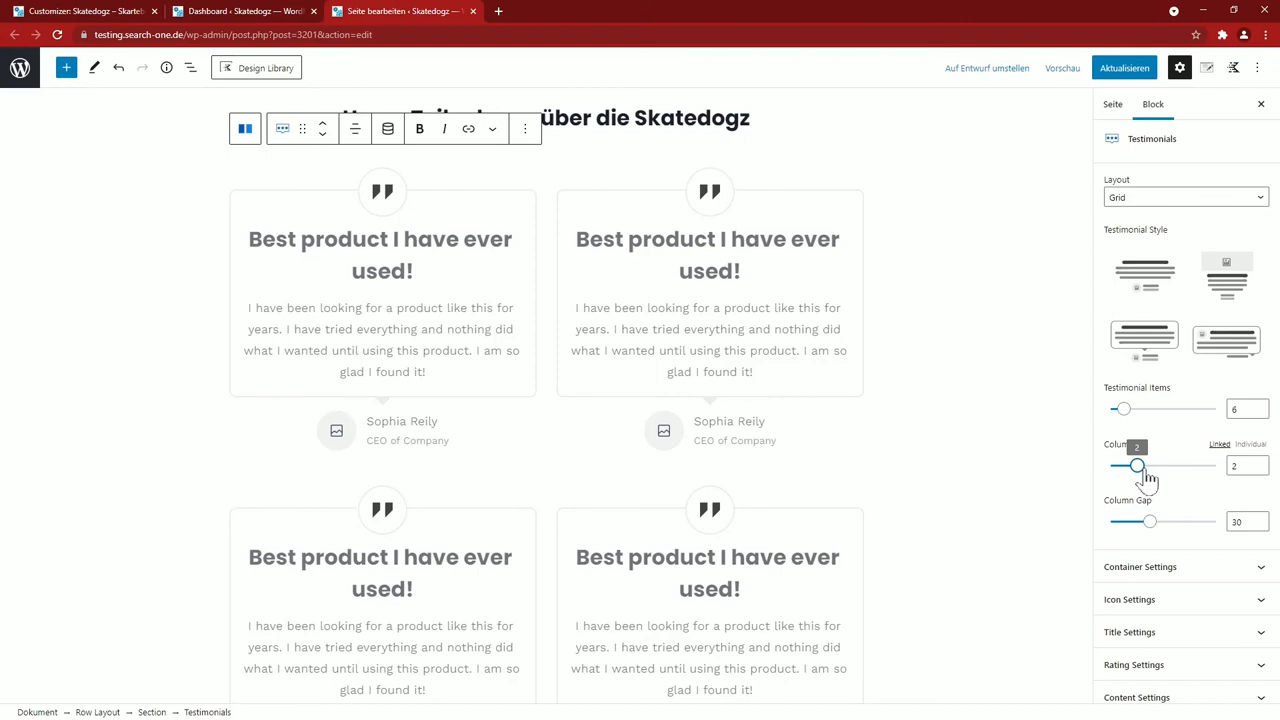 Customizer: Skatedogz – Skarteb
Dashboard ‹ Skatedogz — WordP
Seite bearbeiten ‹ Skatedogz — W
testing.search-one.de/wp-admin/post.php?post=3201&action=edit
Design Library
Auf Entwurf umstellen
Vorschau
Aktualisieren
über die Skatedogz
B
I
Best product I have ever
used!
I have been looking for a product like this for
years. I have tried everything and nothing did
what I wanted until using this product. I am so
glad I found it!
Sophia Reily
CEO of Company
Best product I have ever
used!
I have been looking for a product like this for
years. I have tried everything and nothing did
what I wanted until using this product. I am so
glad I found it!
Sophia Reily
CEO of Company
Best product I have ever
used!
I have been looking for a product like this for
years. I have tried everything and nothing did
what I wanted until using this product. I am so
glad I found it!
Best product I have ever
used!
I have been looking for a product like this for
years. I have tried everything and nothing did
what I wanted until using this product. I am so
glad I found it!
Seite
Block
Testimonials
Layout
Grid
Testimonial Style
Testimonial Items
6
2
Linked
Individual
2
Column Gap
30
Container Settings
Icon Settings
Title Settings
Rating Settings
Content Settings
Dokument → Row Layout → Section → Testimonials